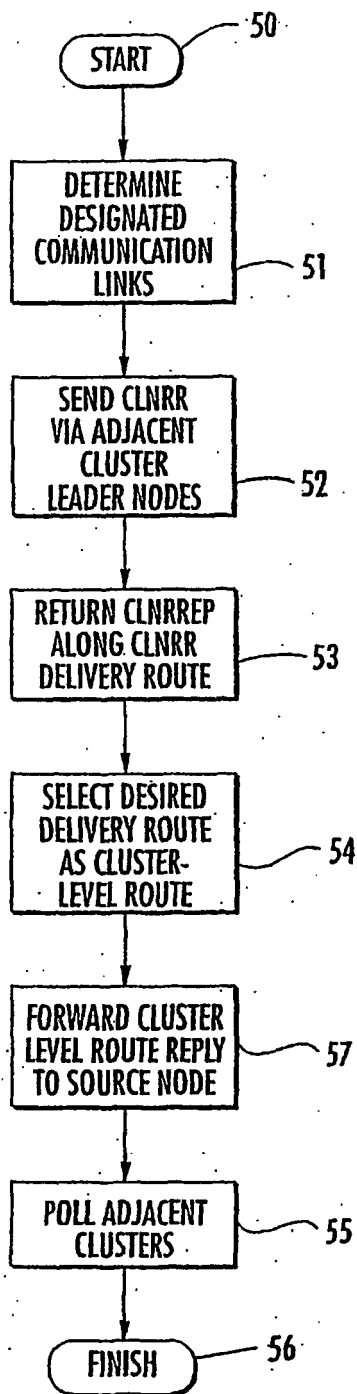 START
50
DETERMINE
DESIGNATED
COMMUNICATION
LINKS
51
SEND CLNRR
VIA ADJACENT
CLUSTER
LEADER NODES
52
RETURN CLNRREP
ALONG CLNRR
DELIVERY ROUTE
53
SELECT DESIRED
DELIVERY ROUTE
AS CLUSTER-
LEVEL ROUTE
54
FORWARD CLUSTER
LEVEL ROUTE REPLY
TO SOURCE NODE
57
POLL ADJACENT
CLUSTERS
55
FINISH
56